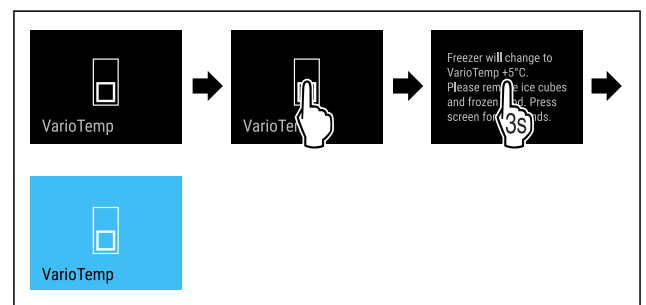 VarioTemp
VarioTe
Freezer will change to
VarioTemp +5°C.
Please rem e ice cubes
and frozen d. Press
screen for nds.
3s
VarioTemp